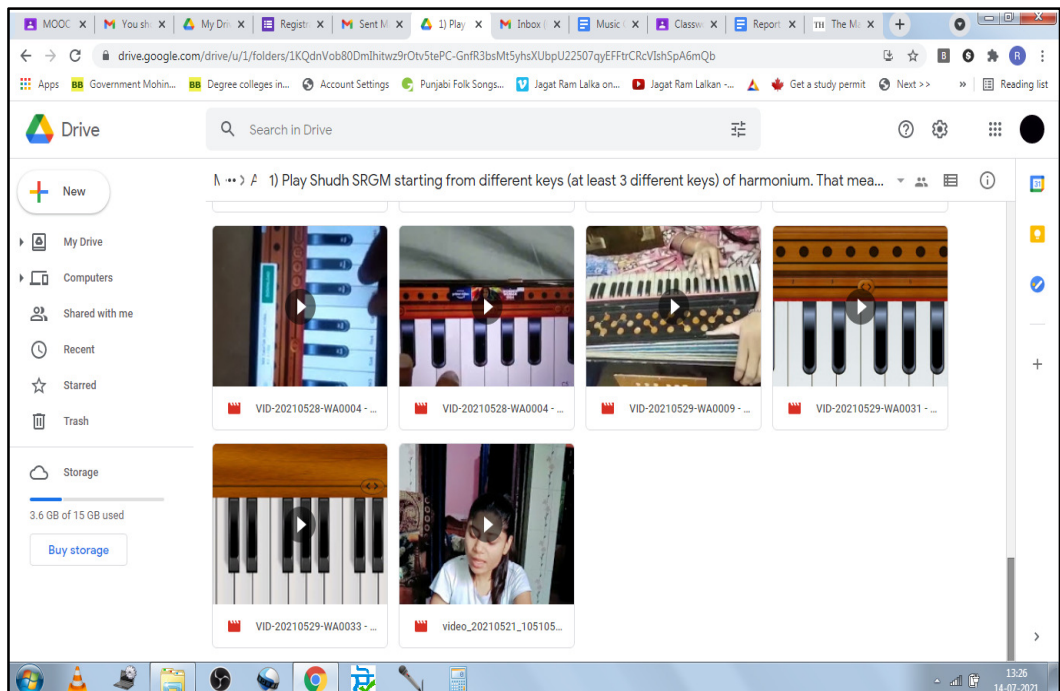 MOOC
You sh
My Dri
Registr
Sent M
1) Play
Inbox
Music
Classw
Report
TH The M
drive.google.com/drive/u/1/folders/1KQdnVob80DmIhitwz9rOtv5tePC-GnfR3bsMt5yhsXUbpU22507qyEFFtrCRcVIshSpA6mQb
B
S
R
Apps
BB Government Mohin...
BB Degree colleges in...
Account Settings
Punjabi Folk Songs...
Jagat Ram Lalka on...
Jagat Ram Lalkan -...
Get a study permit
Next >>
»
Reading list
Drive
Search in Drive
New
1) Play Shudh SRGM starting from different keys (at least 3 different keys) of harmonium. That mea...
31
My Drive
Computers
Shared with me
Recent
Starred
Trash
Storage
3.6 GB of 15 GB used
Buy storage
VID-20210528-WA0004 - ...
VID-20210528-WA0004 - ...
VID-20210529-WA0009 - ...
VID-20210529-WA0031 - ...
VID-20210529-WA0033 - ...
video_20210521_105105...
13:26
14-07-2021